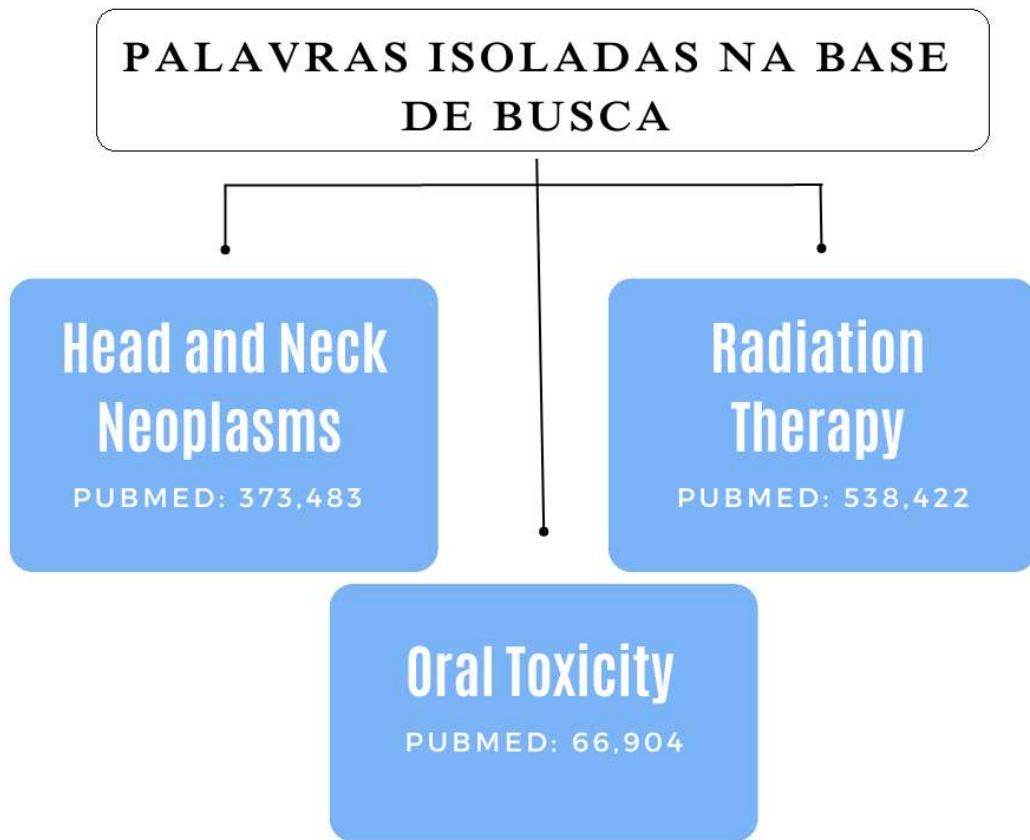 PALAVRAS ISOLADAS NA BASE
DE BUSCA
Head and Neck
Neoplasms
PUBMED: 373,483
Radiation
Therapy
PUBMED: 538,422
Oral Toxicity
PUBMED: 66,904